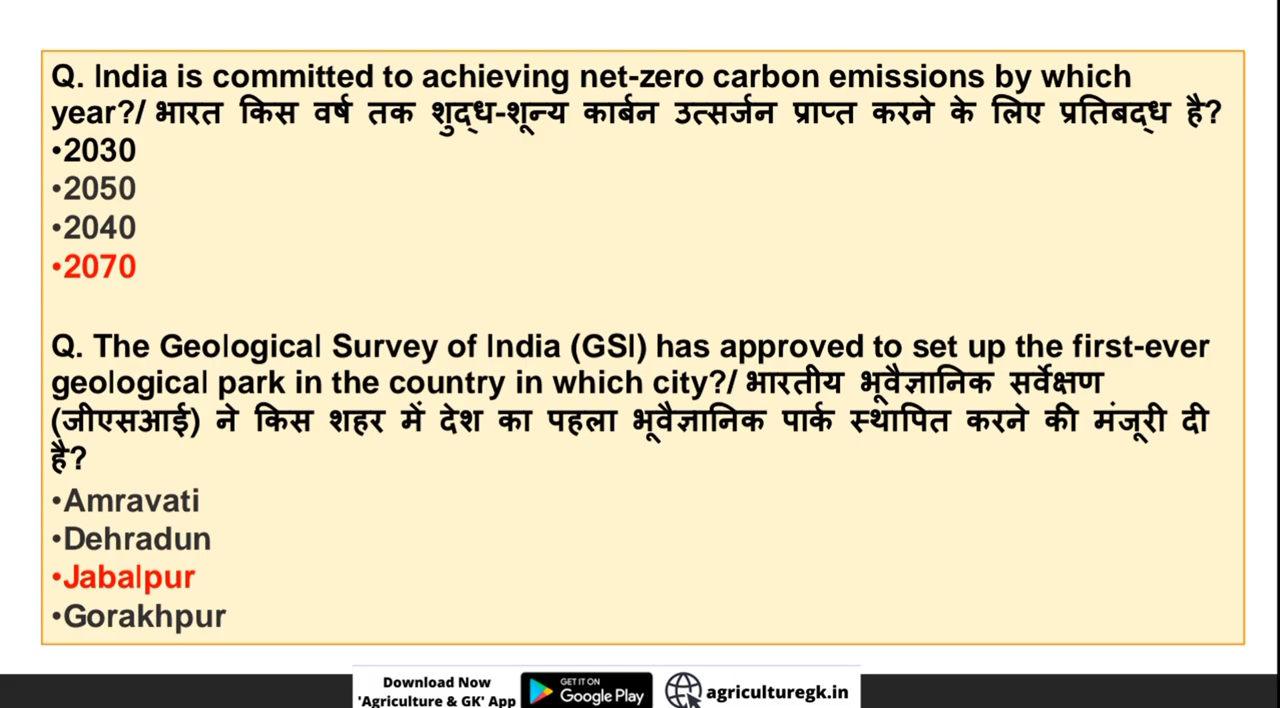 Q. India is committed to achieving net-zero carbon emissions by which
year?/ भारत किस वर्ष तक शुद्ध-शून्य कार्बन उत्सर्जन प्राप्त करने के लिए प्रतिबद्ध है?
•2030
•2050
•2040
•2070
Q. The Geological Survey of India (GSI) has approved to set up the first-ever
geological park in the country in which city?/ भारतीय भूवैज्ञानिक सर्वेक्षण
(जीएसआई) ने किस शहर में देश का पहला भूवैज्ञानिक पार्क स्थापित करने की मंजूरी दी
है?
•Amravati
•Dehradun
•Jabalpur
•Gorakhpur
Download Now
'Agriculture & GK' App
GET IT ON
Google Play
agriculturegk.in